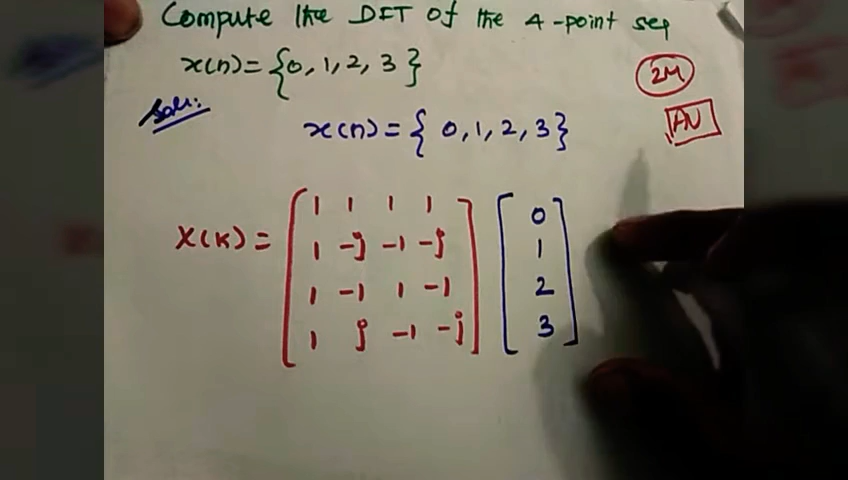 Compute the DFT of the 4-point seq
x(n) = {0, 1, 2, 3}
2M
Soln:
x(n) = { 0, 1, 2, 3 }
AU
X(K) = [ 1 1 1 1 ] [ 0 ]
1 -j -1 -j 1
1 -1 1 -1 2
1 j -1 -j 3